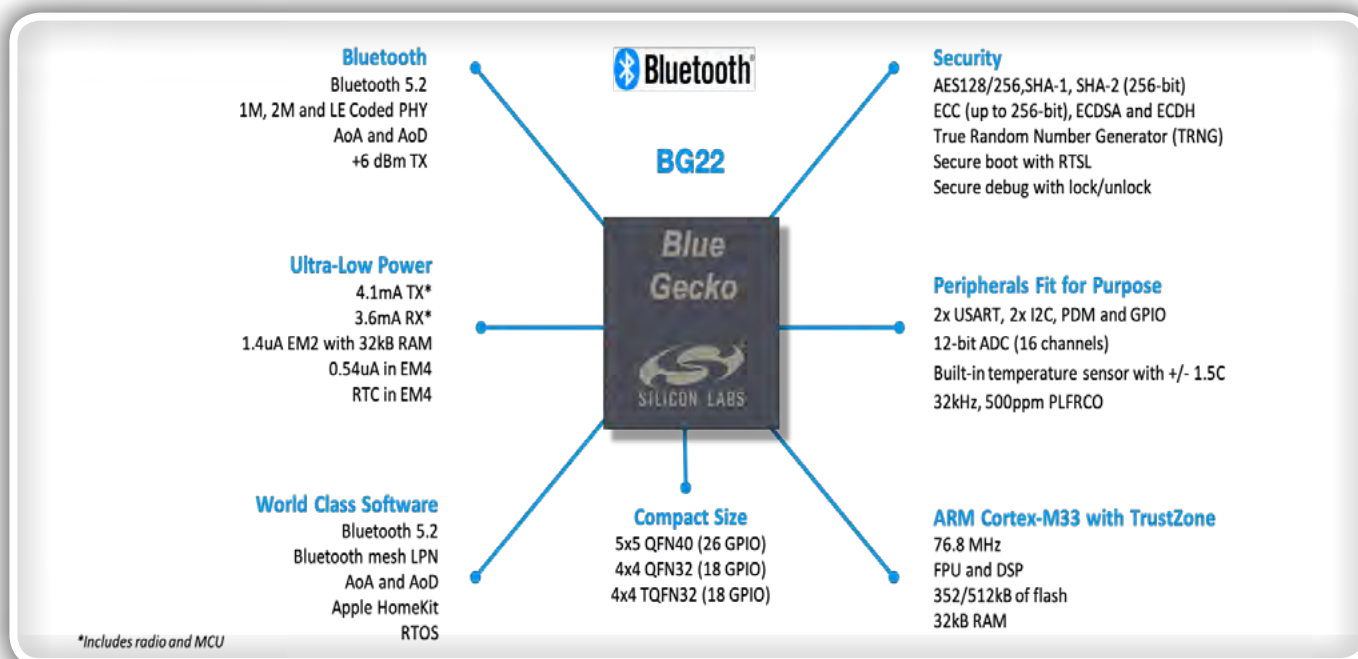 Bluetooth
Bluetooth 5.2
1M, 2M and LE Coded PHY
AoA and AoD
+6 dBm TX
Ultra-Low Power
4.1mA TX*
3.6mA RX*
1.4uA EM2 with 32kB RAM
0.54uA in EM4
RTC in EM4
World Class Software
Bluetooth 5.2
Bluetooth mesh LPN
AoA and AoD
Apple HomeKit
RTOS
*Includes radio and MCU
Bluetooth®
BG22
Blue
Gecko
SILICON LABS
Compact Size
5x5 QFN40 (26 GPIO)
4x4 QFN32 (18 GPIO)
4x4 TQFN32 (18 GPIO)
Security
AES128/256,SHA-1, SHA-2 (256-bit)
ECC (up to 256-bit), ECDSA and ECDH
True Random Number Generator (TRNG)
Secure boot with RTSL
Secure debug with lock/unlock
Peripherals Fit for Purpose
2x USART, 2x I2C, PDM and GPIO
12-bit ADC (16 channels)
Built-in temperature sensor with +/- 1.5C
32kHz, 500ppm PLFRCO
ARM Cortex-M33 with TrustZone
76.8 MHz
FPU and DSP
352/512kB of flash
32kB RAM